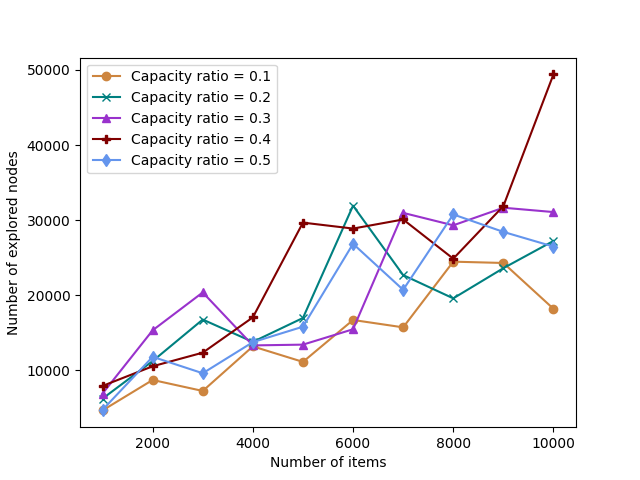 50000
40000
30000
20000
10000
Number of explored nodes
Capacity ratio = 0.1
Capacity ratio = 0.2
Capacity ratio = 0.3
Capacity ratio = 0.4
Capacity ratio = 0.5
2000 4000 6000 8000 10000
Number of items